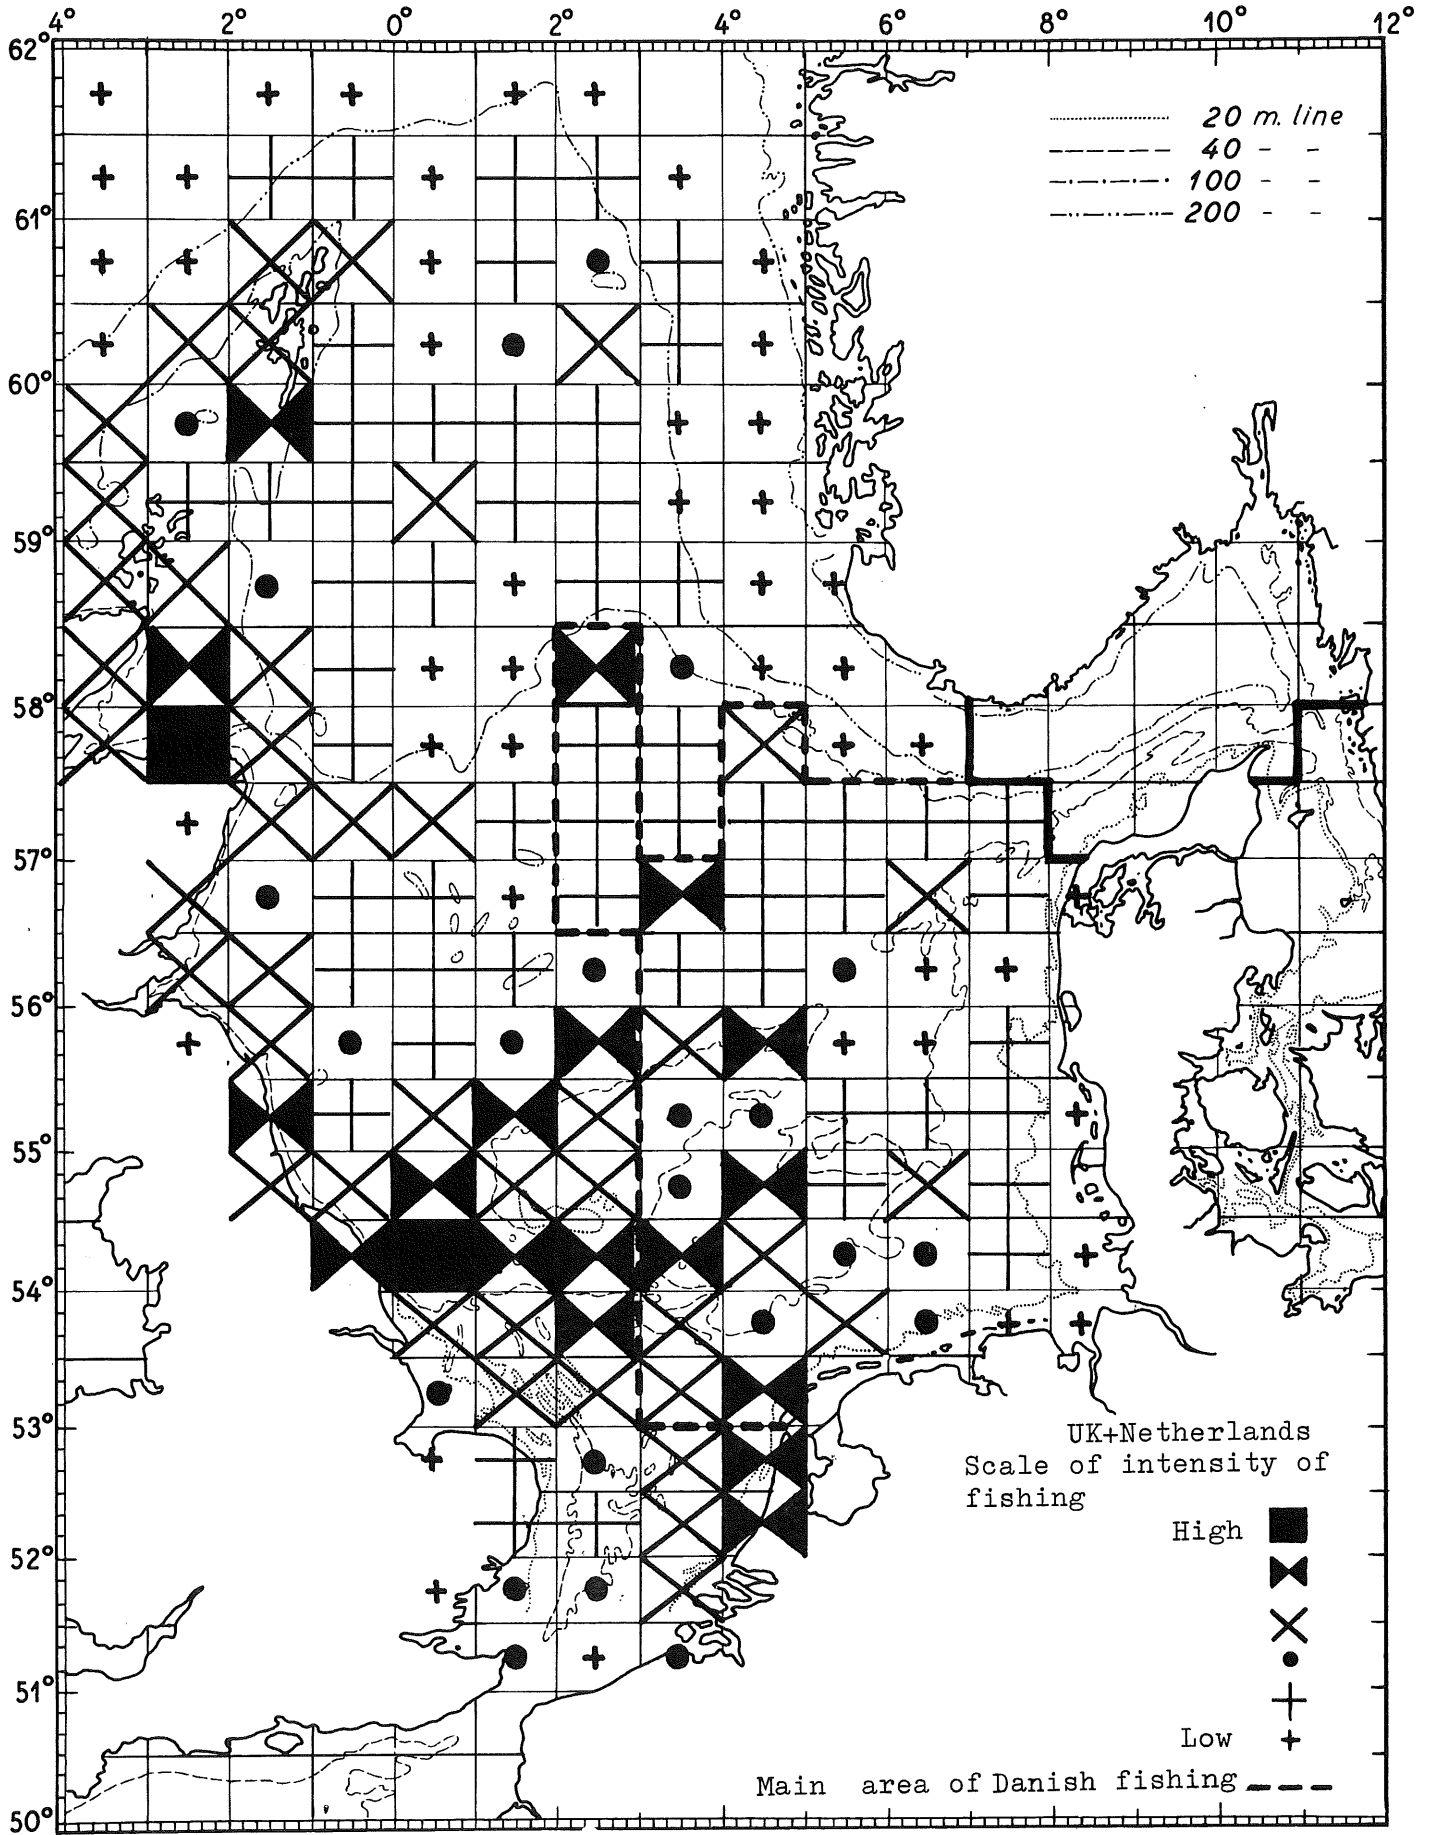 4° 2° 0° 2° 4° 6° 8° 10° 12°
62°
20 m. line
40 - -
100 - -
200 - -
61°
60°
59°
58°
57°
56°
55°
54°
53°
UK+Netherlands
Scale of intensity of
fishing
High
52°
51°
Low
Main area of Danish fishing
50°